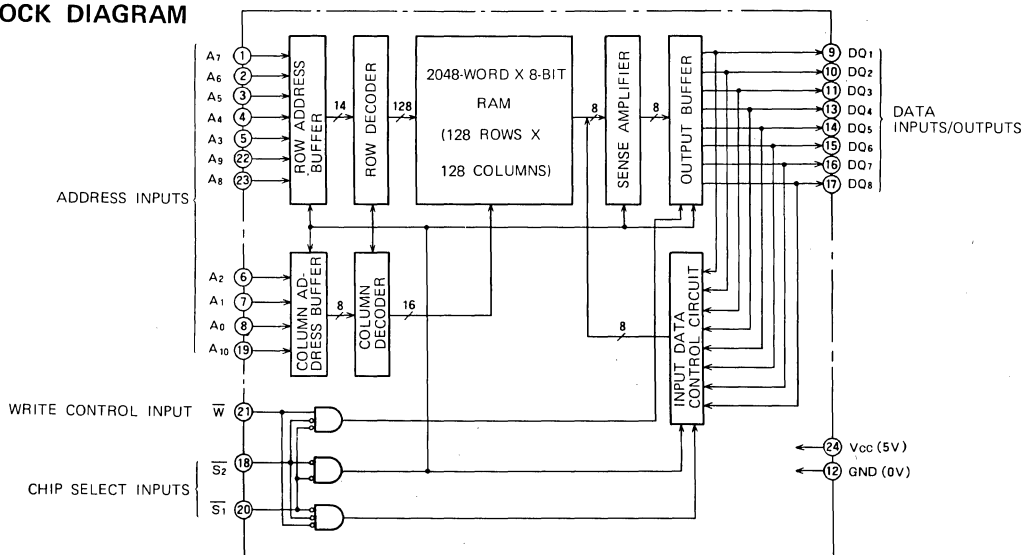 OCK DIAGRAM
ADDRESS INPUTS
A7 1
A6 2
A5 3
A4 4
A3 5
A9 22
A8 23
A2 6
A1 7
A0 8
A10 19
WRITE CONTROL INPUT W̅ 21
CHIP SELECT INPUTS
S̅2 18
S̅1 20
ROW ADDRESS
BUFFER
14
ROW DECODER
128
2048-WORD X 8-BIT
RAM
(128 ROWS X
128 COLUMNS)
8
SENSE AMPLIFIER
8
OUTPUT BUFFER
COLUMN AD-
DRESS BUFFER
8
COLUMN
DECODER
16
8
INPUT DATA
CONTROL CIRCUIT
9 DQ1
10 DQ2
11 DQ3
13 DQ4
14 DQ5
15 DQ6
16 DQ7
17 DQ8
DATA
INPUTS/OUTPUTS
24 Vcc (5V)
12 GND (0V)